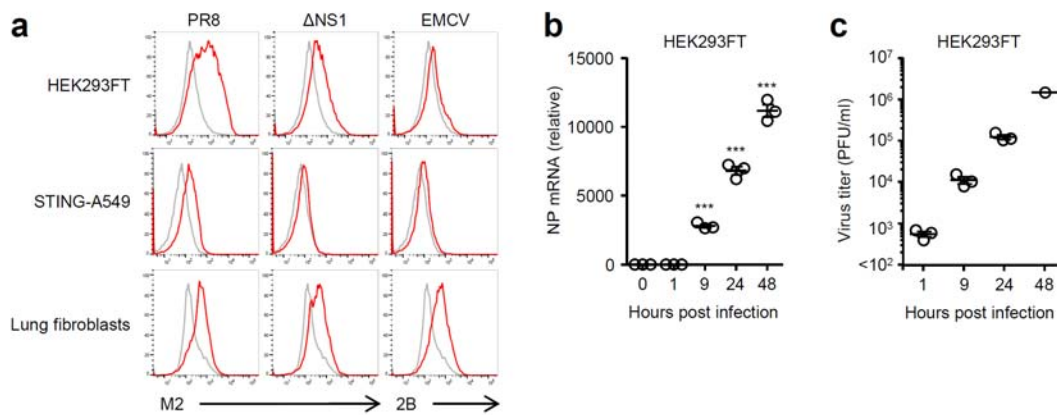 a
PR8 ΔNS1 EMCV
HEK293FT
STING-A549
Lung fibroblasts
M2 2B
b
HEK293FT
NP mRNA (relative)
15000
10000
5000
0
***
***
***
0 1 9 24 48
Hours post infection
c
HEK293FT
Virus titer (PFU/ml)
10⁷
10⁶
10⁵
10⁴
10³
<10²
1 9 24 48
Hours post infection